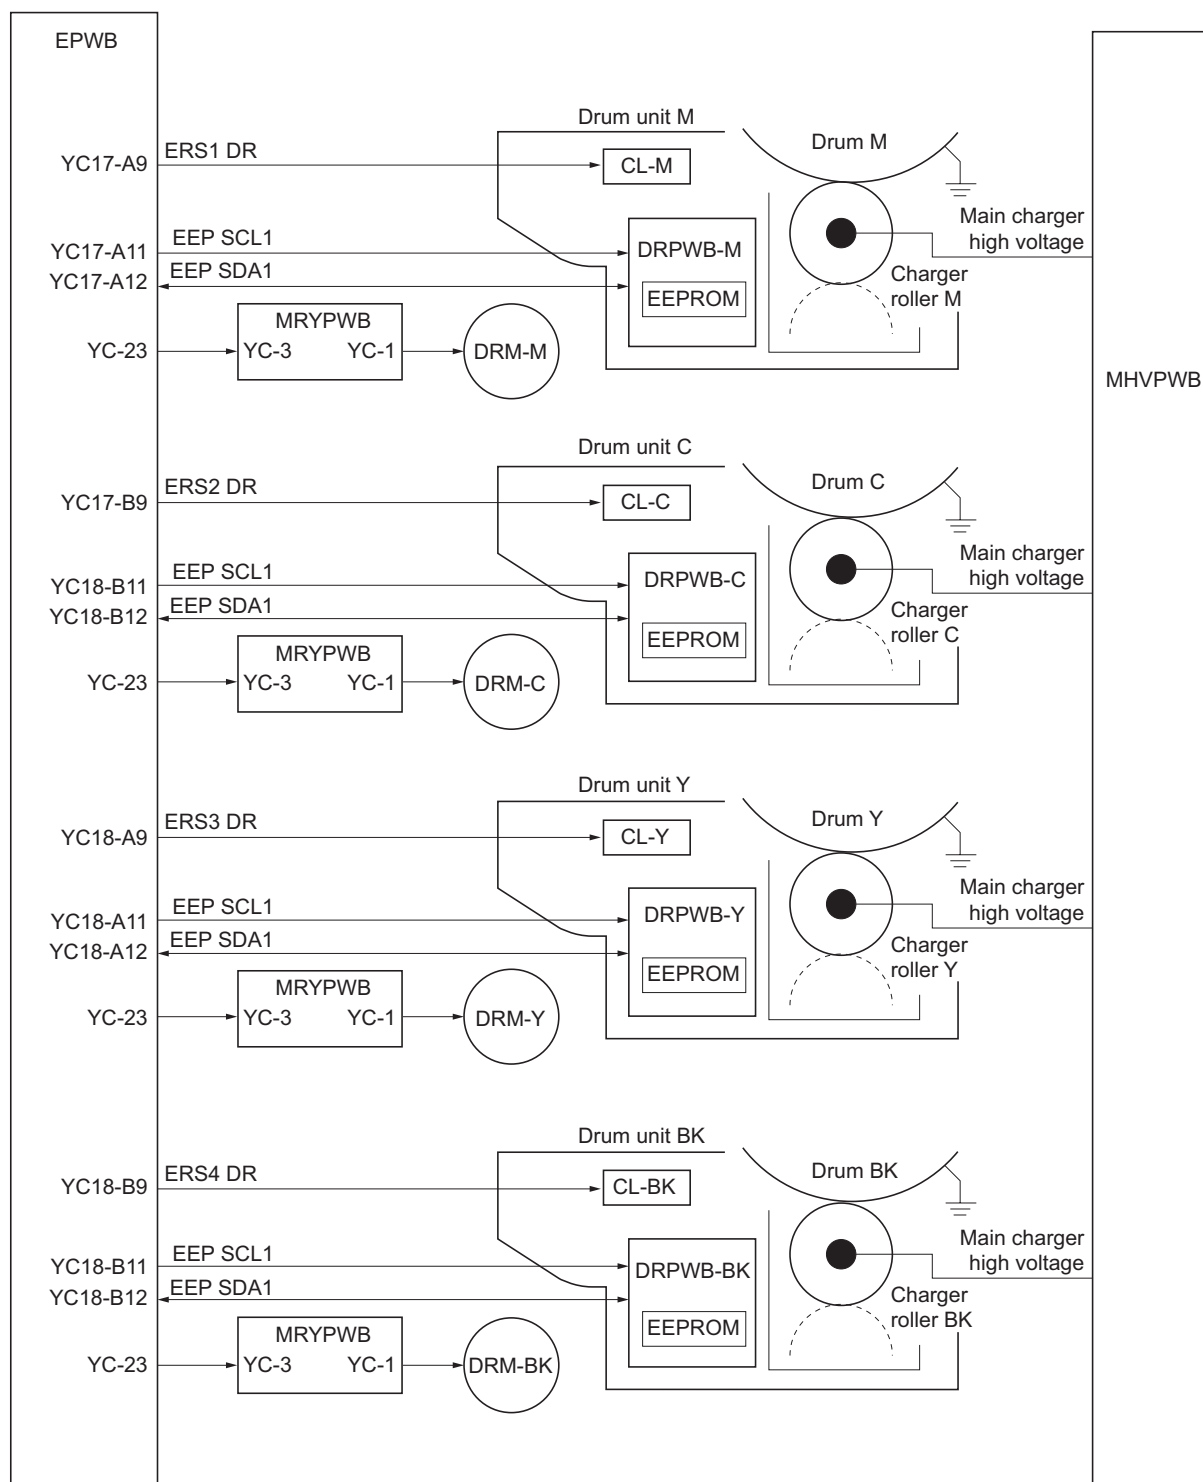 EPWB
MHVPWB
Drum unit M
YC17-A9
ERS1 DR
CL-M
Drum M
YC17-A11
EEP SCL1
YC17-A12
EEP SDA1
DRPWB-M
EEPROM
Main charger
high voltage
Charger
roller M
YC-23
MRYPWB
YC-3 YC-1
DRM-M
Drum unit C
YC17-B9
ERS2 DR
CL-C
Drum C
YC18-B11
EEP SCL1
YC18-B12
EEP SDA1
DRPWB-C
EEPROM
Main charger
high voltage
Charger
roller C
YC-23
MRYPWB
YC-3 YC-1
DRM-C
Drum unit Y
YC18-A9
ERS3 DR
CL-Y
Drum Y
YC18-A11
EEP SCL1
YC18-A12
EEP SDA1
DRPWB-Y
EEPROM
Main charger
high voltage
Charger
roller Y
YC-23
MRYPWB
YC-3 YC-1
DRM-Y
Drum unit BK
YC18-B9
ERS4 DR
CL-BK
Drum BK
YC18-B11
EEP SCL1
YC18-B12
EEP SDA1
DRPWB-BK
EEPROM
Main charger
high voltage
Charger
roller BK
YC-23
MRYPWB
YC-3 YC-1
DRM-BK